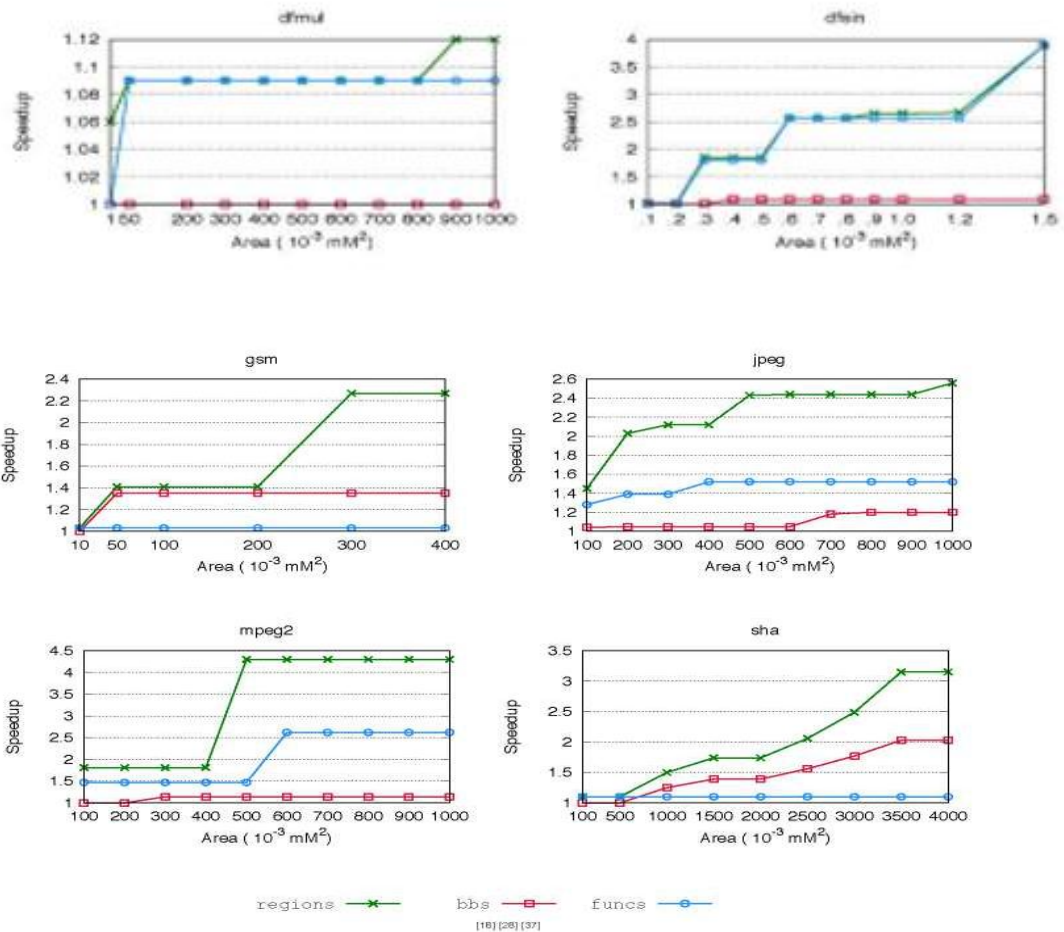 dfmul
1.12
1.1
1.08
1.06
1.04
1.02
1
Speedup
1 50 200 300 400 500 600 700 800 900 1000
Area ( 10-3 mM2)
dfsin
4
3.5
3
2.5
2
1.5
1
Speedup
.1 .2 .3 .4 .5 .6 .7 .8 .9 1.0 1.2 1.5
Area ( 10-3 mM2)
gsm
2.4
2.2
2
1.8
1.6
1.4
1.2
1
Speedup
10 50 100 200 300 400
Area ( 10-3 mM2)
jpeg
2.6
2.4
2.2
2
1.8
1.6
1.4
1.2
1
Speedup
100 200 300 400 500 600 700 800 900 1000
Area ( 10-3 mM2)
mpeg2
4.5
4
3.5
3
2.5
2
1.5
1
Speedup
100 200 300 400 500 600 700 800 900 1000
Area ( 10-3 mM2)
sha
3.5
3
2.5
2
1.5
1
Speedup
100 500 1000 1500 2000 2500 3000 3500 4000
Area ( 10-3 mM2)
regions bbs funcs
[16] [28] [37]